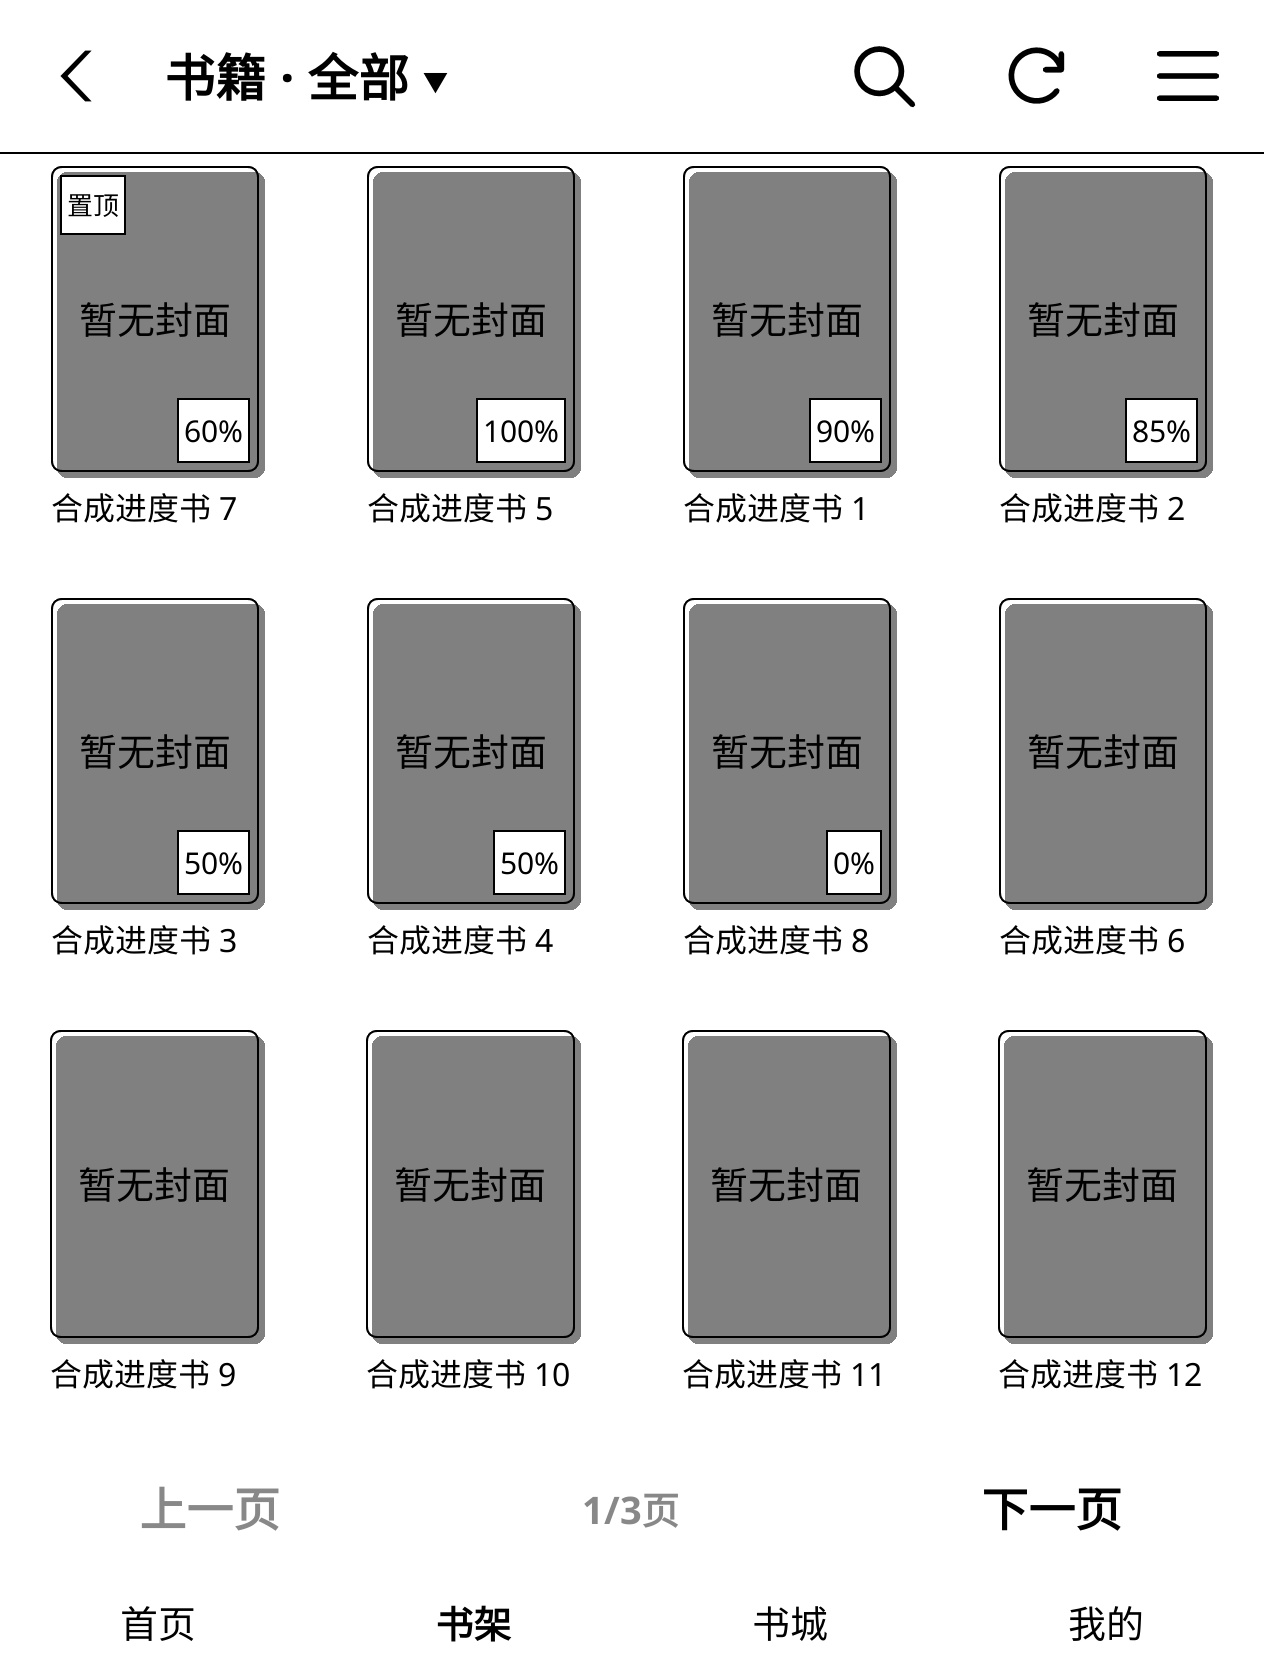 书籍 · 全部 ▼
置顶
暂无封面 暂无封面 暂无封面 暂无封面
60% 100% 90% 85%
合成进度书 7 合成进度书 5 合成进度书 1 合成进度书 2
暂无封面 暂无封面 暂无封面 暂无封面
50% 50% 0%
合成进度书 3 合成进度书 4 合成进度书 8 合成进度书 6
暂无封面 暂无封面 暂无封面 暂无封面
合成进度书 9 合成进度书 10 合成进度书 11 合成进度书 12
上一页 1/3页 下一页
首页 书架 书城 我的